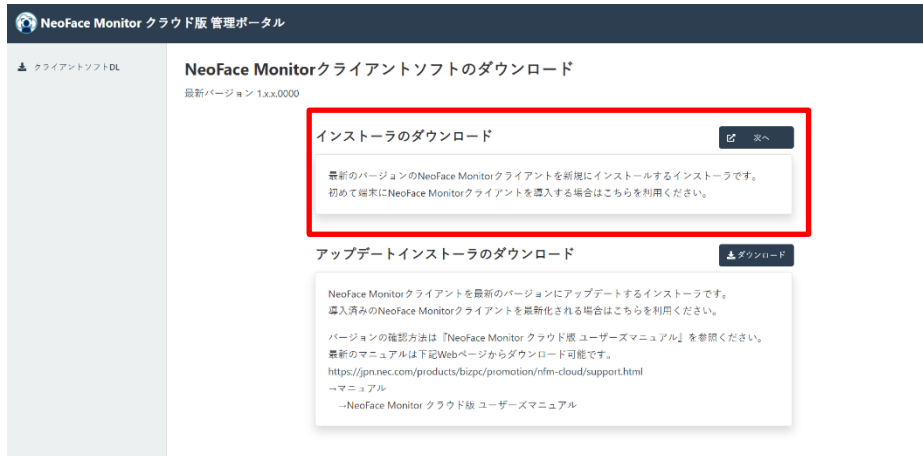 NeoFace Monitor クラウド版 管理ポータル
クライアントソフトDL
NeoFace Monitorクライアントソフトのダウンロード
最新バージョン 1.x.x.0000
インストーラのダウンロード
次へ
最新のバージョンのNeoFace Monitorクライアントを新規にインストールするインストーラです。
初めて端末にNeoFace Monitorクライアントを導入する場合はこちらを利用ください。
アップデートインストーラのダウンロード
ダウンロード
NeoFace Monitorクライアントを最新のバージョンにアップデートするインストーラです。
導入済みのNeoFace Monitorクライアントを最新化される場合はこちらを利用ください。
バージョンの確認方法は『NeoFace Monitor クラウド版 ユーザーズマニュアル』を参照ください。
最新のマニュアルは下記Webページからダウンロード可能です。
https://jpn.nec.com/products/bizpc/promotion/nfm-cloud/support.html
→マニュアル
→NeoFace Monitor クラウド版 ユーザーズマニュアル